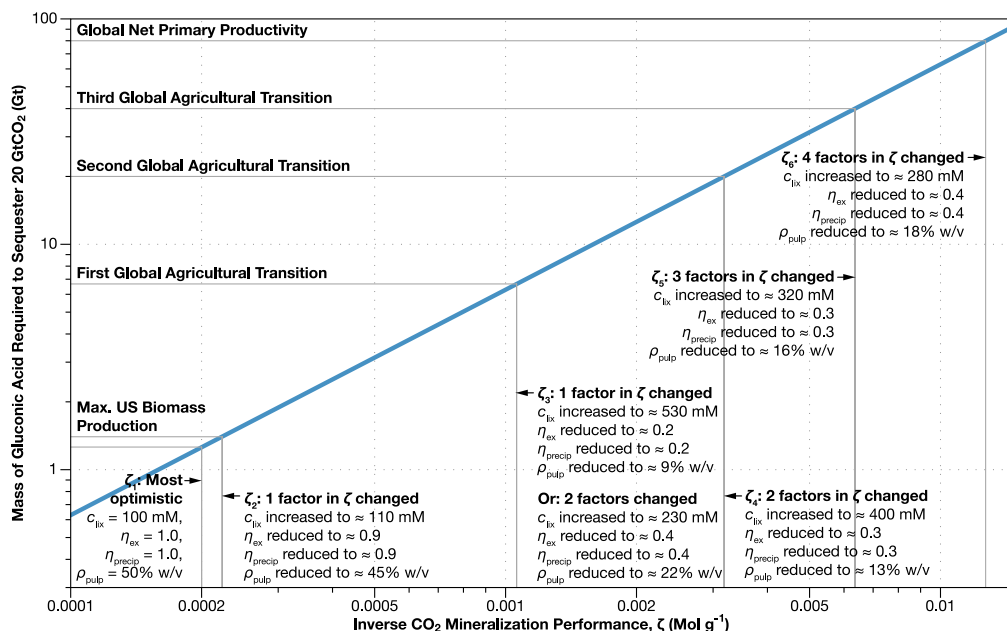 100
Global Net Primary Productivity
Third Global Agricultural Transition
Second Global Agricultural Transition
ζ6: 4 factors in ζ changed
clix increased to ≈ 280 mM
ηex reduced to ≈ 0.4
ηprecip reduced to ≈ 0.4
ρpulp reduced to ≈ 18% w/v
10
First Global Agricultural Transition
ζ5: 3 factors in ζ changed
clix increased to ≈ 320 mM
ηex reduced to ≈ 0.3
ηprecip reduced to ≈ 0.3
ρpulp reduced to ≈ 16% w/v
ζ3: 1 factor in ζ changed
clix increased to ≈ 530 mM
ηex reduced to ≈ 0.2
ηprecip reduced to ≈ 0.2
ρpulp reduced to ≈ 9% w/v
Max. US Biomass
Production
1
ζ1: Most
optimistic
clix = 100 mM,
ηex = 1.0,
ηprecip = 1.0,
ρpulp = 50% w/v
ζ2: 1 factor in ζ changed
clix increased to ≈ 110 mM
ηex reduced to ≈ 0.9
ηprecip reduced to ≈ 0.9
ρpulp reduced to ≈ 45% w/v
Or: 2 factors changed
clix increased to ≈ 230 mM
ηex reduced to ≈ 0.4
ηprecip reduced to ≈ 0.4
ρpulp reduced to ≈ 22% w/v
ζ4: 2 factors in ζ changed
clix increased to ≈ 400 mM
ηex reduced to ≈ 0.3
ηprecip reduced to ≈ 0.3
ρpulp reduced to ≈ 13% w/v
0.0001
0.0002
0.0005
0.001
0.002
0.005
0.01
Inverse CO2 Mineralization Performance, ζ (Mol g-1)
Mass of Gluconic Acid Required to Sequester 20 GtCO2 (Gt)